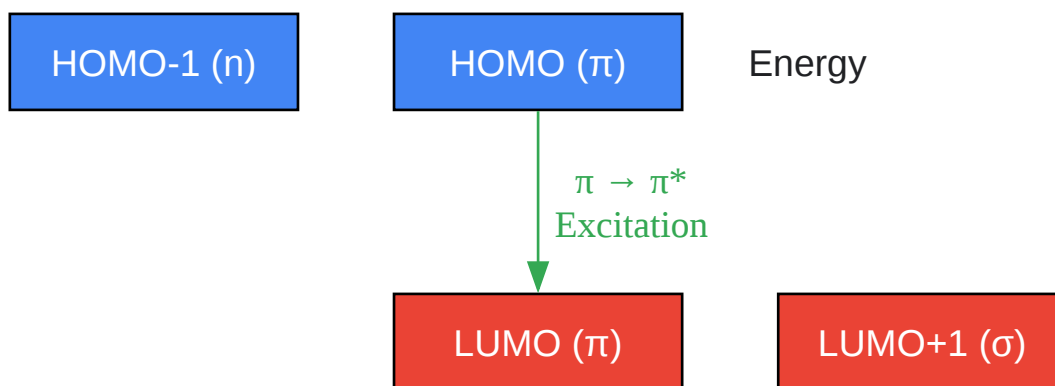 HOMO-1 (n)
HOMO (π)
Energy
π → π*
Excitation
LUMO (π)
LUMO+1 (σ)